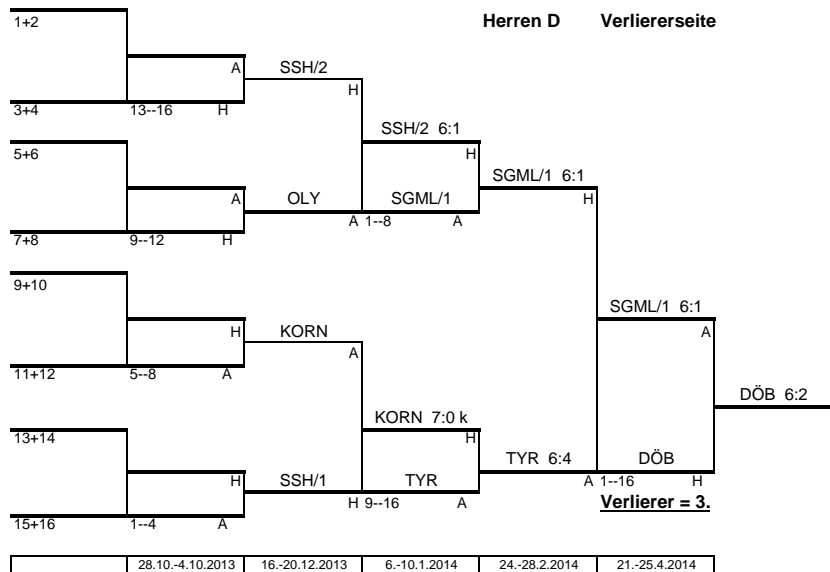 1+2
Herren D Verliererseite
A SSH/2
H
3+4 13--16 H
SSH/2 6:1
5+6 H
SGML/1 6:1
A OLY SGML/1 H
A 1--8 A
7+8 9--12 H
9+10
SGML/1 6:1
H KORN A
A
11+12 5--8 A
DÖB 6:2
KORN 7:0 k
13+14 H
TYR 6:4 DÖB
H SSH/1 TYR A 1--16 H
H 9--16 A Verlierer = 3.
15+16 1--4 A
28.10.-4.10.2013 16.-20.12.2013 6.-10.1.2014 24.-28.2.2014 21.-25.4.2014